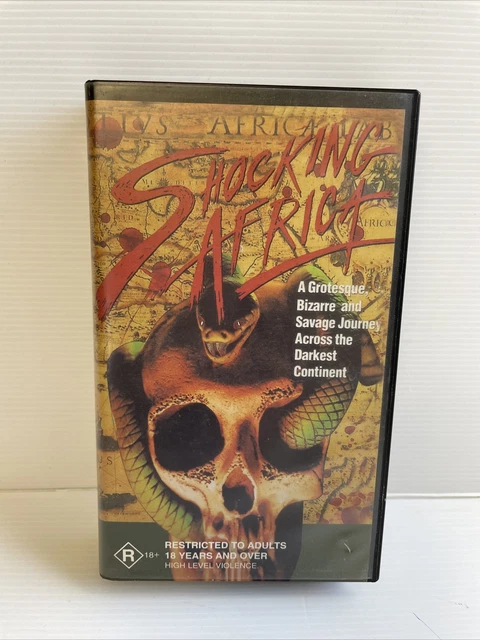 AFRICA
SHOCKING
AFRICA
A Grotesque,
Bizarre and
Savage Journey
Across the
Darkest
Continent
R 18+
RESTRICTED TO ADULTS
18 YEARS AND OVER
HIGH LEVEL VIOLENCE